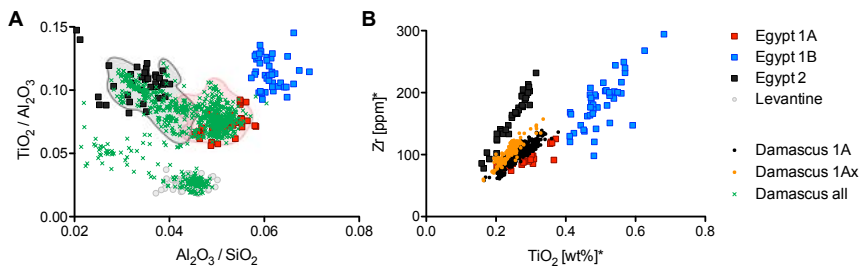 A
TiO2 / Al2O3
0.15
0.10
0.05
0.00
0.02
0.04
0.06
0.08
Al2O3 / SiO2
B
Zr [ppm]*
300
200
100
0
0.0
0.2
0.4
0.6
0.8
TiO2 [wt%]*
Egypt 1A
Egypt 1B
Egypt 2
Levantine
Damascus 1A
Damascus 1Ax
Damascus all